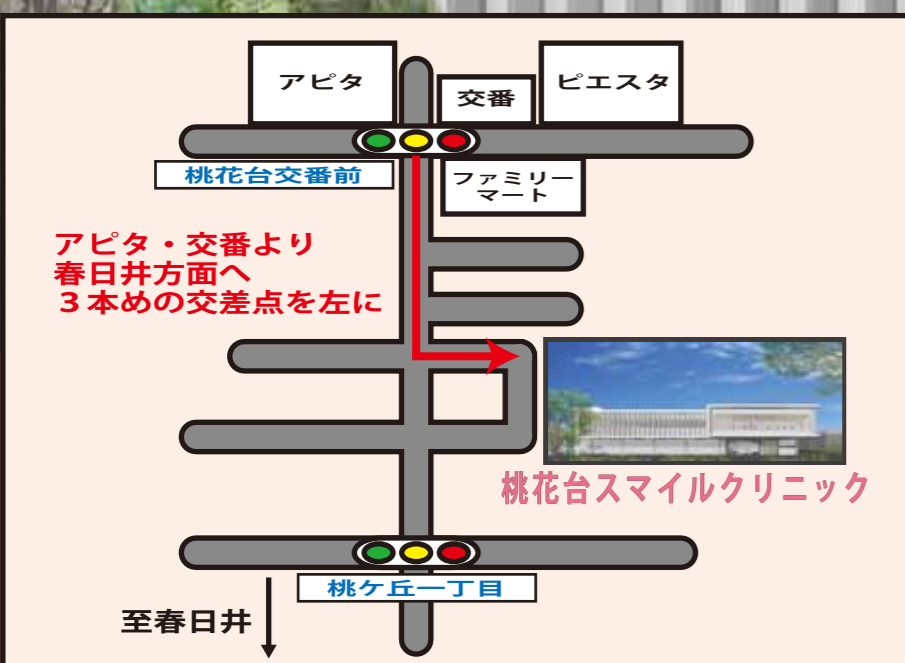 アピタ
交番
ピエスタ
桃花台交番前
ファミリー
マート
アピタ・交番より
春日井方面へ
３本めの交差点を左に
桃花台スマイルクリニック
桃ケ丘一丁目
至春日井